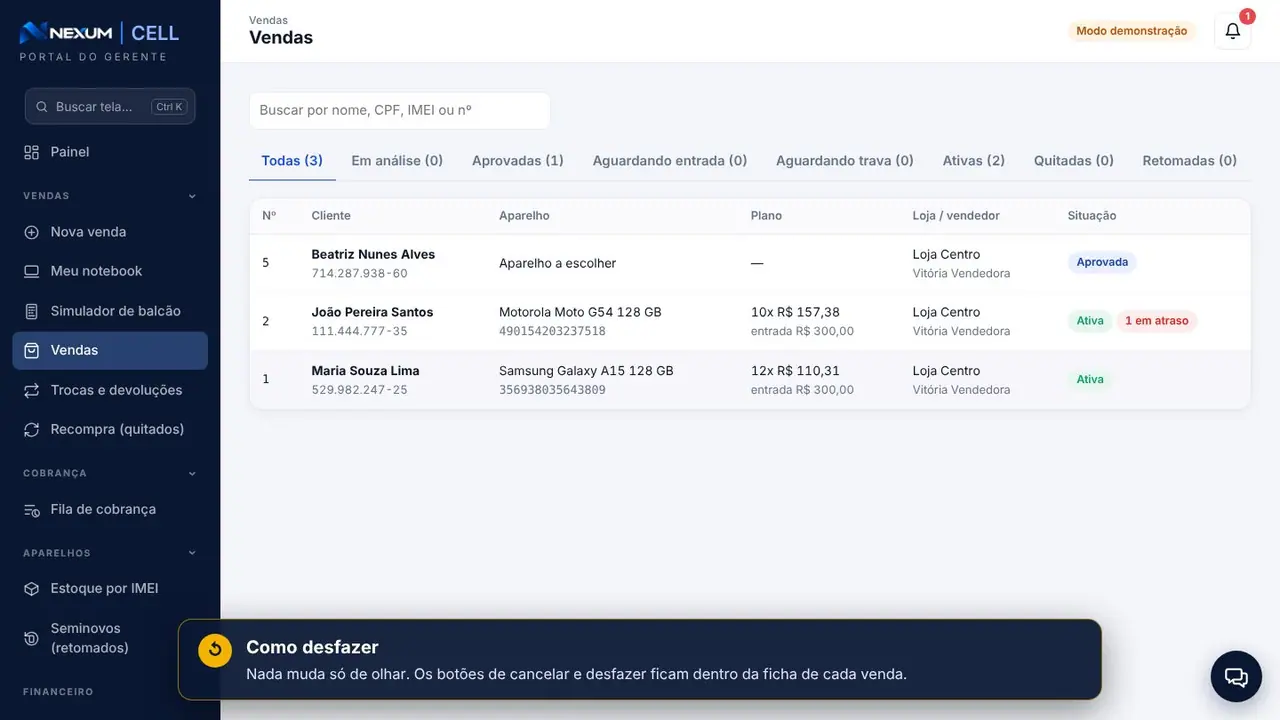 NEXUM | CELL
PORTAL DO GERENTE
Buscar tela... Ctrl K
Painel
VENDAS
Nova venda
Meu notebook
Simulador de balcão
Vendas
Trocas e devoluções
Recompra (quitados)
COBRANÇA
Fila de cobrança
APARELHOS
Estoque por IMEI
Seminovos
(retomados)
FINANCEIRO
Vendas
Vendas
Modo demonstração
1
Buscar por nome, CPF, IMEI ou nº
Todas (3) Em análise (0) Aprovadas (1) Aguardando entrada (0) Aguardando trava (0) Ativas (2) Quitadas (0) Retomadas (0)
Nº Cliente Aparelho Plano Loja / vendedor Situação
5 Beatriz Nunes Alves Aparelho a escolher — Loja Centro Aprovada
714.287.938-60 Vitória Vendedora
2 João Pereira Santos Motorola Moto G54 128 GB 10x R$ 157,38 Loja Centro Ativa 1 em atraso
111.444.777-35 490154203237518 entrada R$ 300,00 Vitória Vendedora
1 Maria Souza Lima Samsung Galaxy A15 128 GB 12x R$ 110,31 Loja Centro Ativa
529.982.247-25 356938035643809 entrada R$ 300,00 Vitória Vendedora
Como desfazer
Nada muda só de olhar. Os botões de cancelar e desfazer ficam dentro da ficha de cada venda.